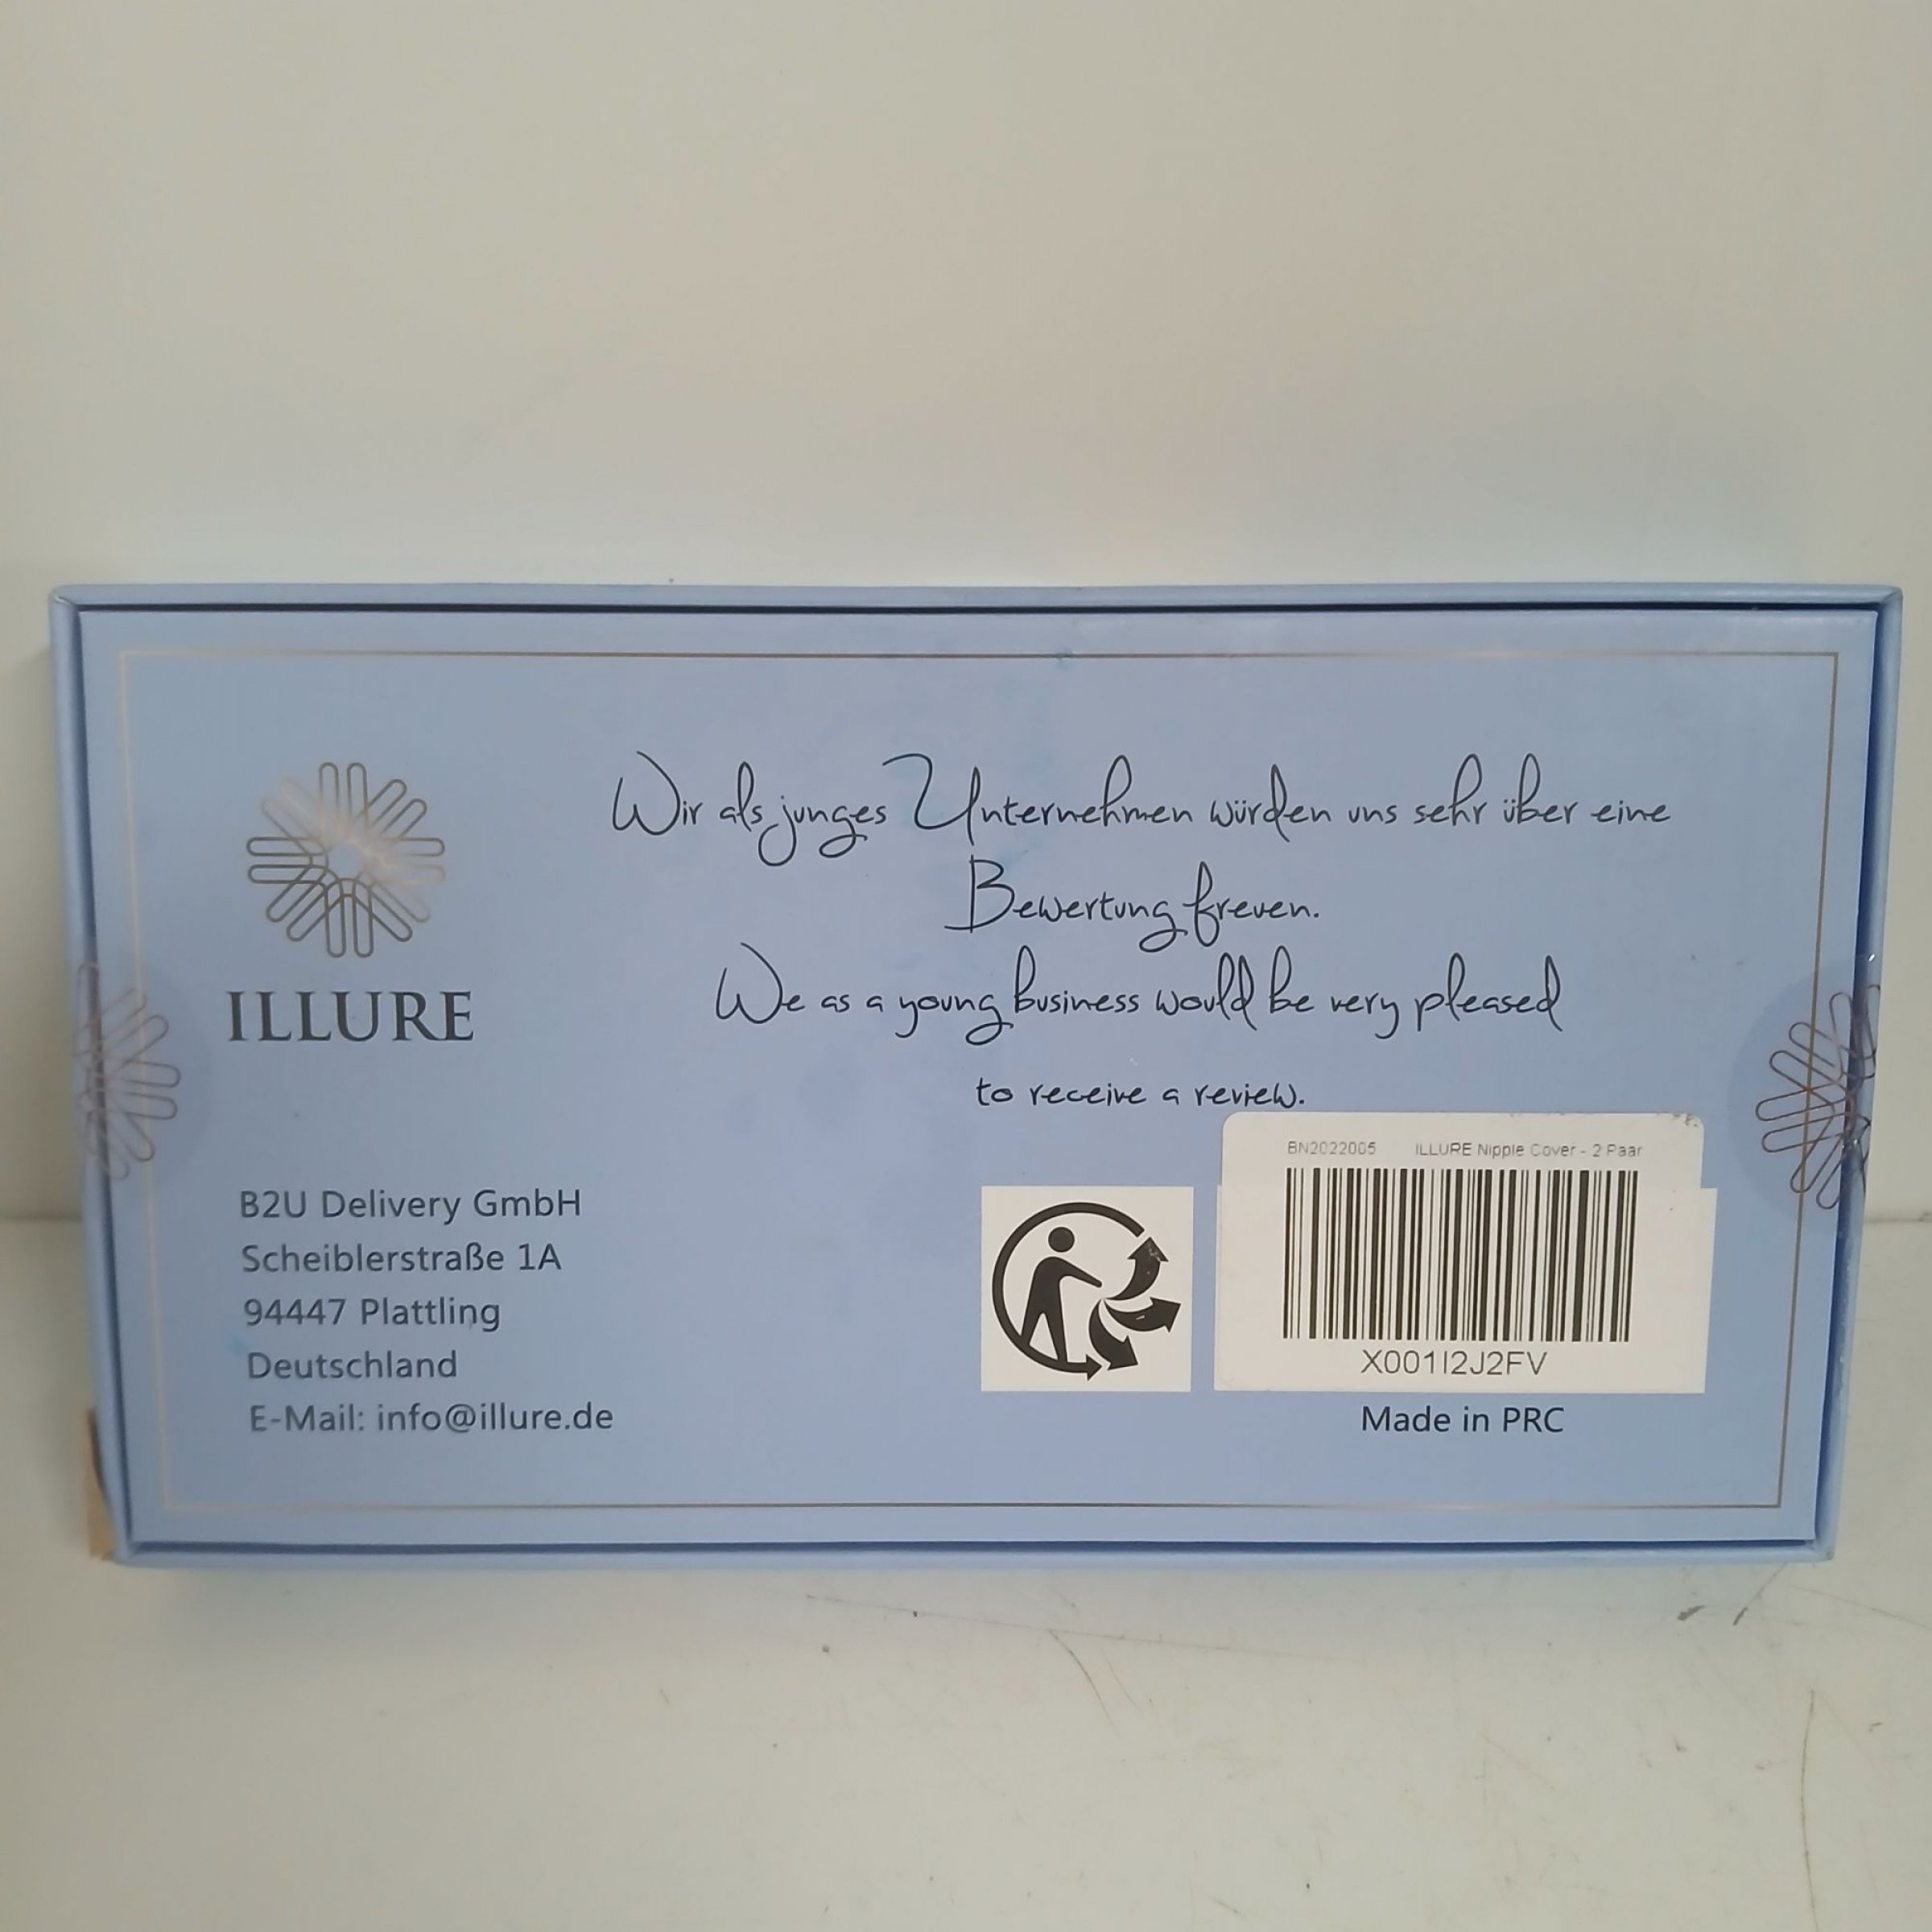 Wir als junges Unternehmen würden uns sehr über eine
Bewertung freuen.
We as a young business would be very pleased
to receive a review.
ILLURE
B2U Delivery GmbH
Scheiblerstraße 1A
94447 Plattling
Deutschland
E-Mail: info@illure.de
BN2022005 ILLURE Nipple Cover - 2 Paar
X001I2J2FV
Made in PRC